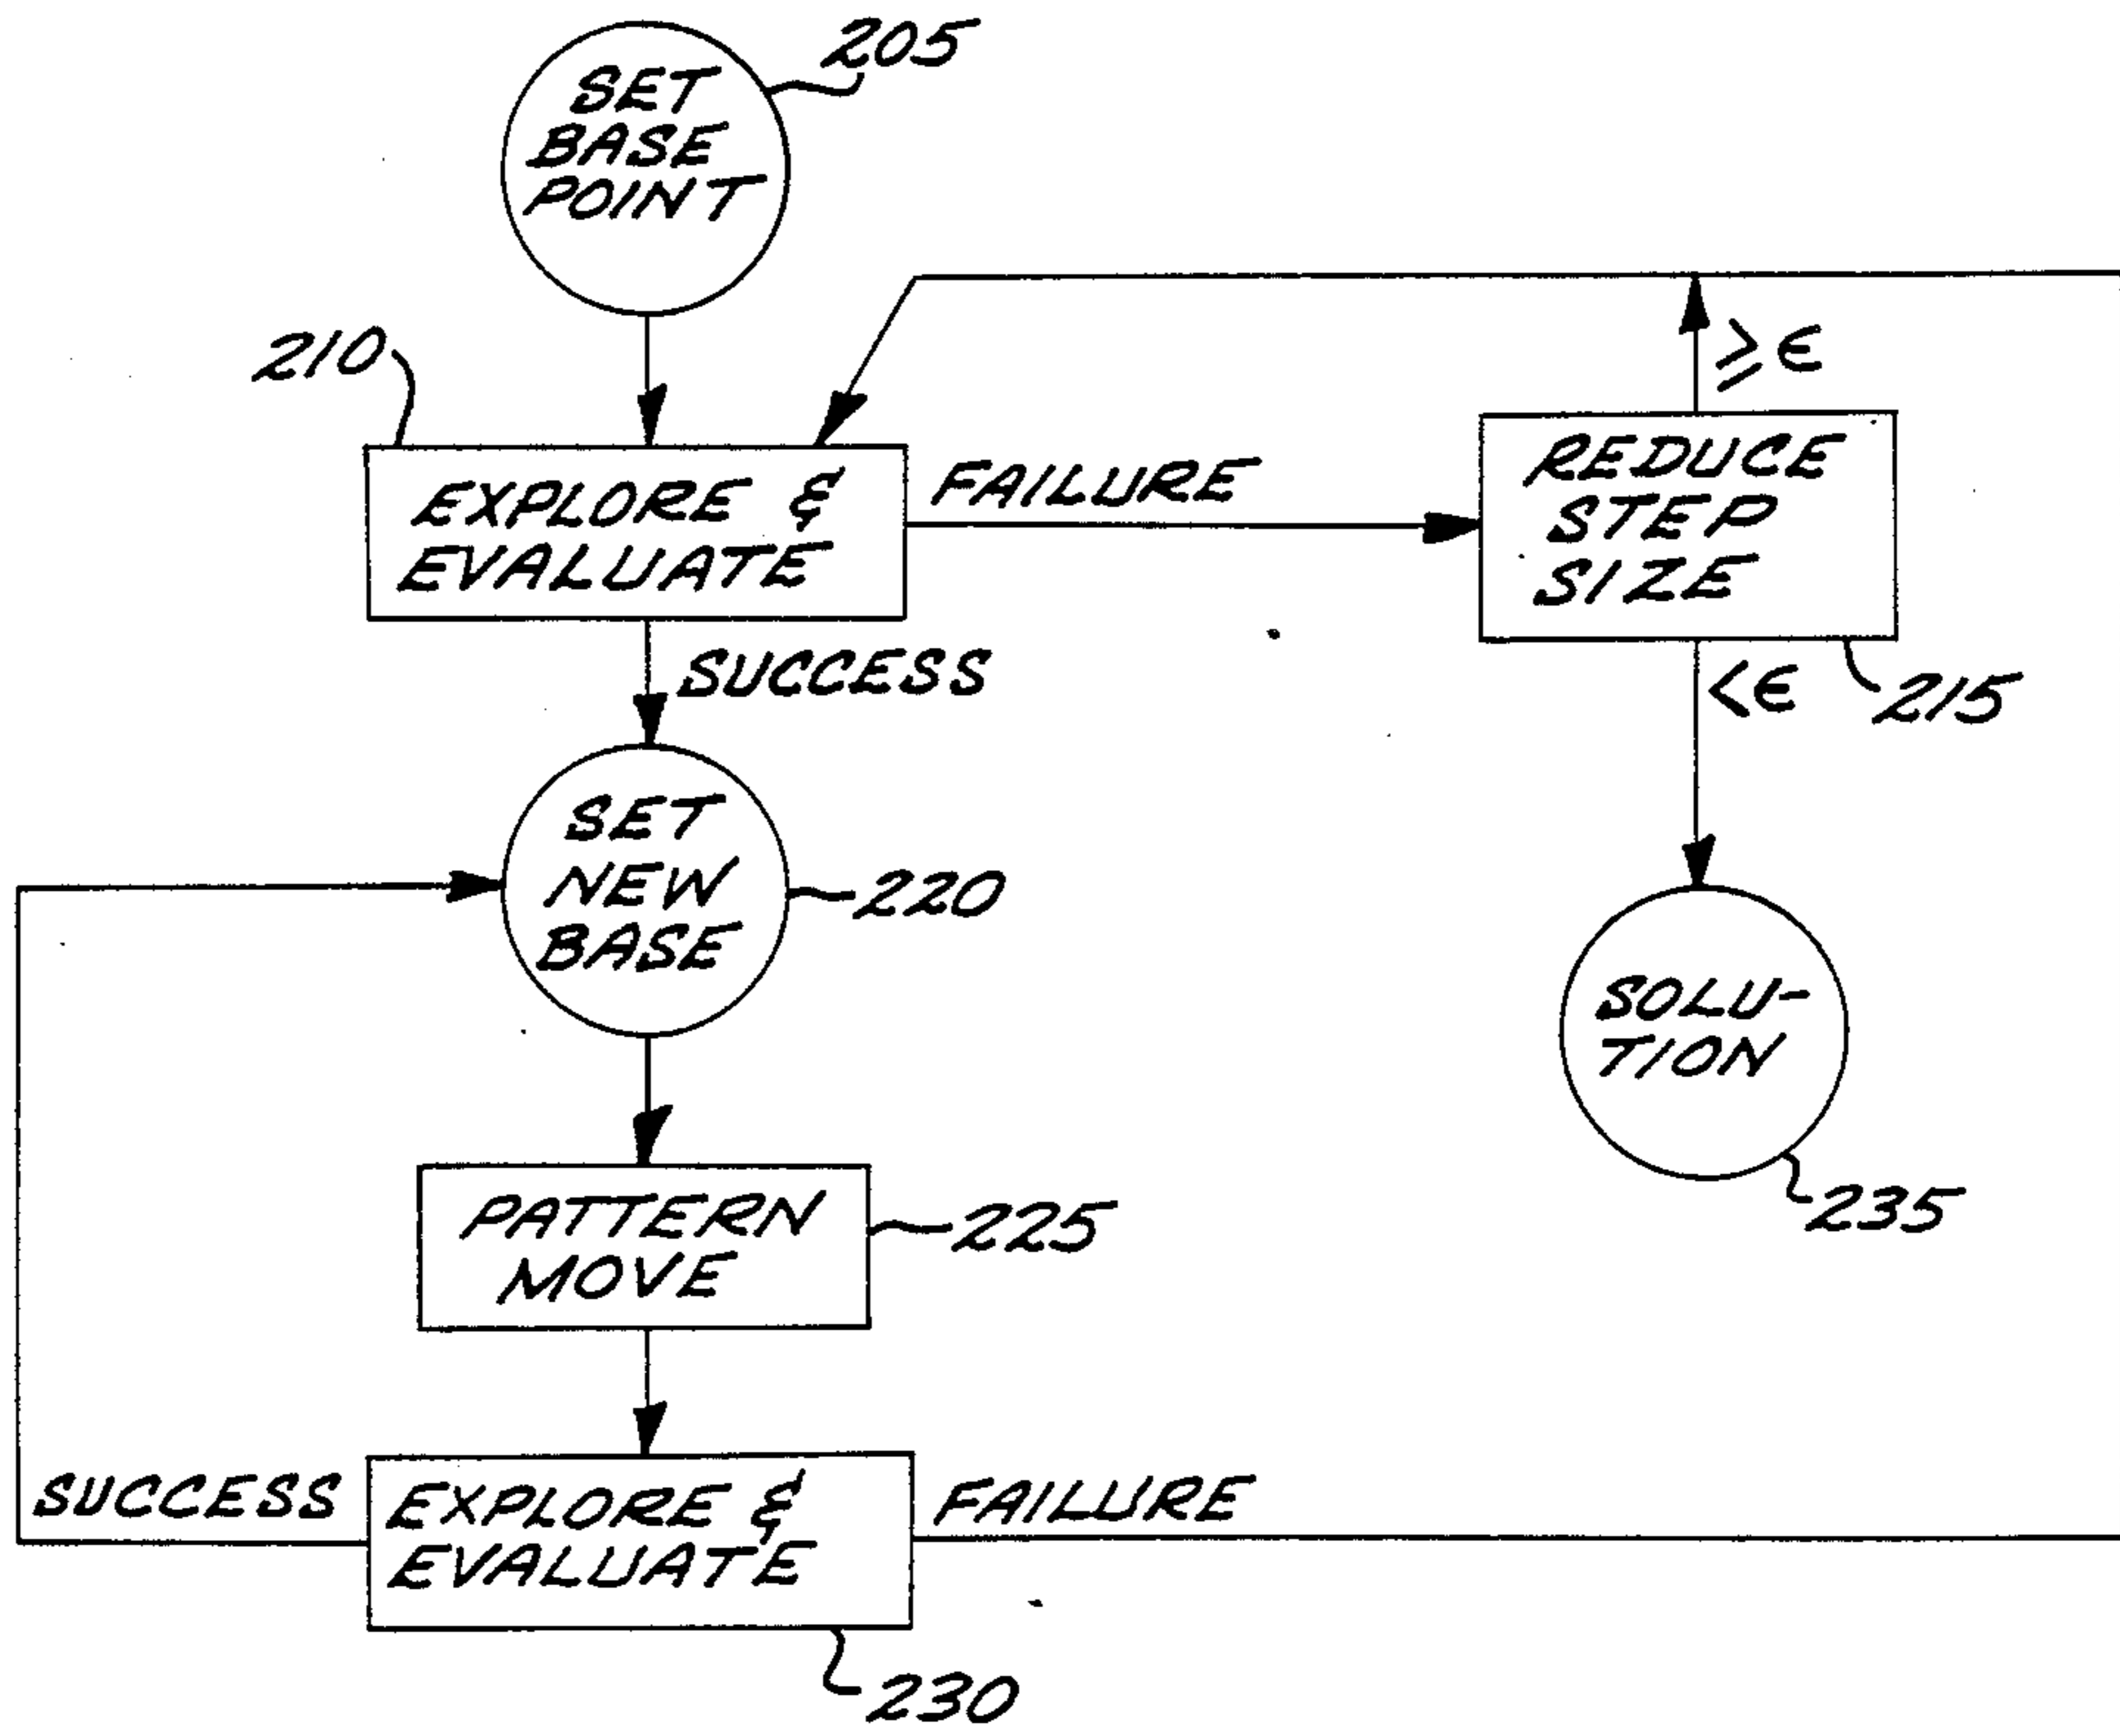 205
SET
BASE
POINT
210
≥ ϵ
EXPLORE &
EVALUATE
FAILURE
REDUCE
STEP
SIZE
SUCCESS
<ϵ
215
SET
NEW
BASE
220
SOLU-
TION
235
PATTERN
MOVE
225
SUCCESS
EXPLORE &
EVALUATE
FAILURE
230